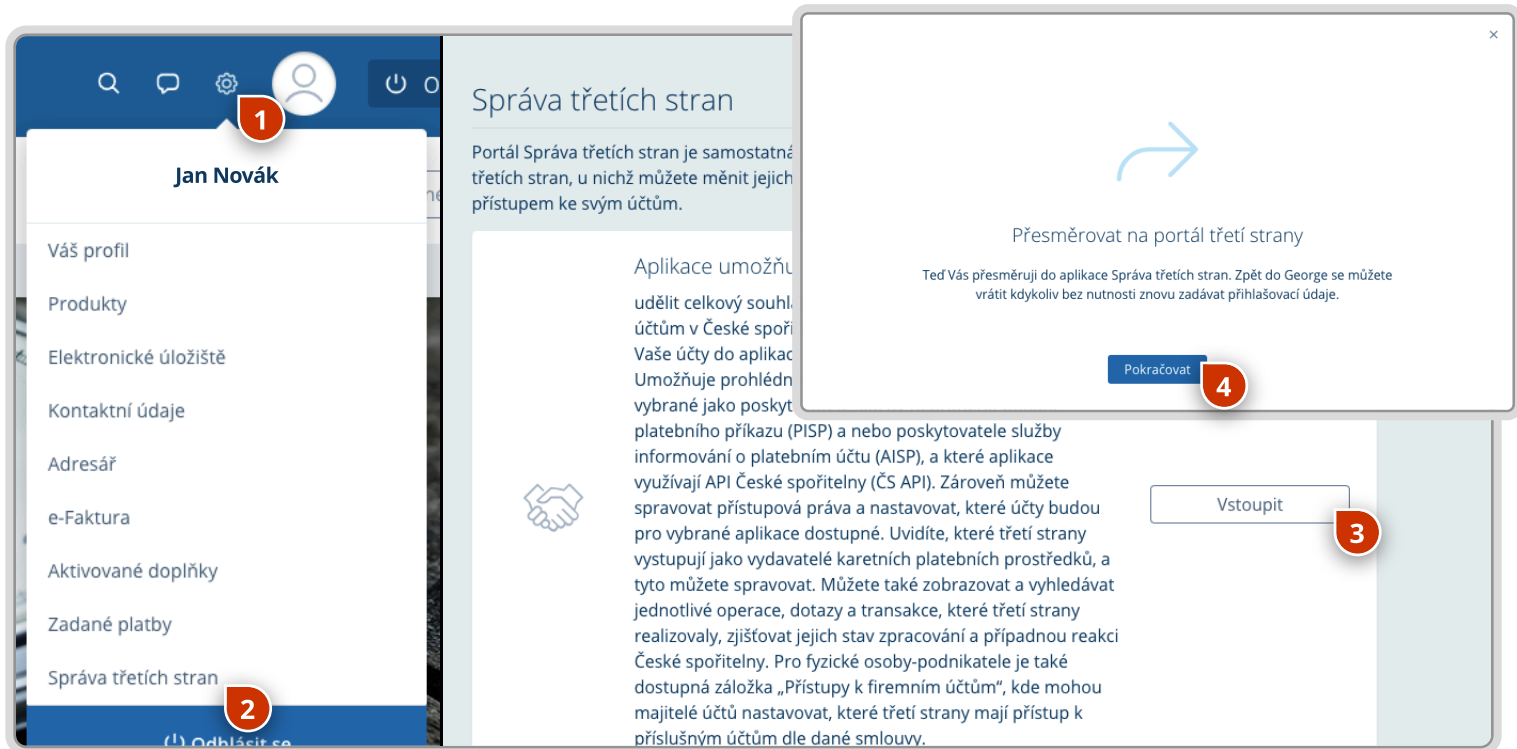 O
1
Jan Novák
Váš profil
Produkty
Elektronické úložiště
Kontaktní údaje
Adresář
e-Faktura
Aktivované doplňky
Zadané platby
Správa třetích stran
2
Odhlásit se
Správa třetích stran
Portál Správa třetích stran je samostatná
třetích stran, u nichž můžete měnit jejich
přístupem ke svým účtům.
Aplikace umožňu
udělit celkový souhl
účtům v České spoři
Vaše účty do aplikac
Umožňuje prohlédn
vybrané jako poskyt
platebního příkazu (PISP) a nebo poskytovatele služby
informování o platebním účtu (AISP), a které aplikace
využívají API České spořitelny (ČS API). Zároveň můžete
spravovat přístupová práva a nastavovat, které účty budou
pro vybrané aplikace dostupné. Uvidíte, které třetí strany
vystupují jako vydavatelé karetních platebních prostředků, a
tyto můžete spravovat. Můžete také zobrazovat a vyhledávat
jednotlivé operace, dotazy a transakce, které třetí strany
realizovaly, zjišťovat jejich stav zpracování a případnou reakci
České spořitelny. Pro fyzické osoby-podnikatele je také
dostupná záložka „Přístupy k firemním účtům“, kde mohou
majitelé účtů nastavovat, které třetí strany mají přístup k
příslušným účtům dle dané smlouvy.
Vstoupit
3
×
Přesměrovat na portál třetí strany
Teď Vás přesměruji do aplikace Správa třetích stran. Zpět do George se můžete
vrátit kdykoliv bez nutnosti znovu zadávat přihlašovací údaje.
Pokračovat
4